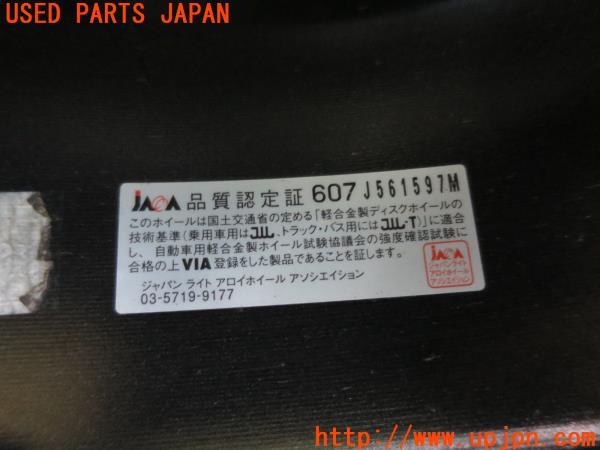 USED PARTS JAPAN
JAWA 品質認定証 607 J561597M
このホイールは国土交通省の定める「軽合金製ディスクホイールの
技術基準(乗用車用はJWL、トラック・バス用にはJWL-T)」に適合
し、自動車用軽合金製ホイール試験協議会の強度確認試験に
合格の上VIA登録をした製品であることを証します。
ジャパン ライト アロイホイール アソシエイション
03-5719-9177
JAWA
ジャパンライト
アロイホイール
アソシエイション
http://www.upjpn.com